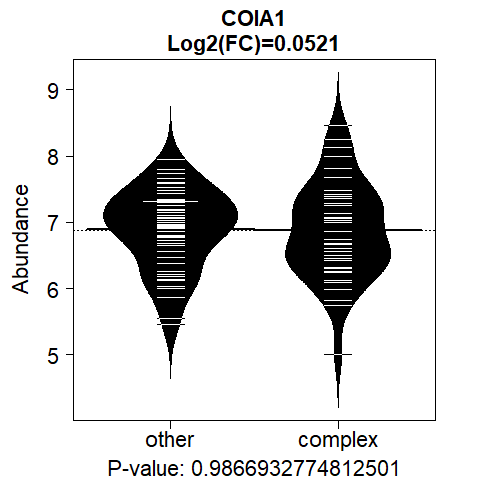 COIA1
Log2(FC)=0.0521
Abundance
9
8
7
6
5
other
complex
P-value: 0.9866932774812501